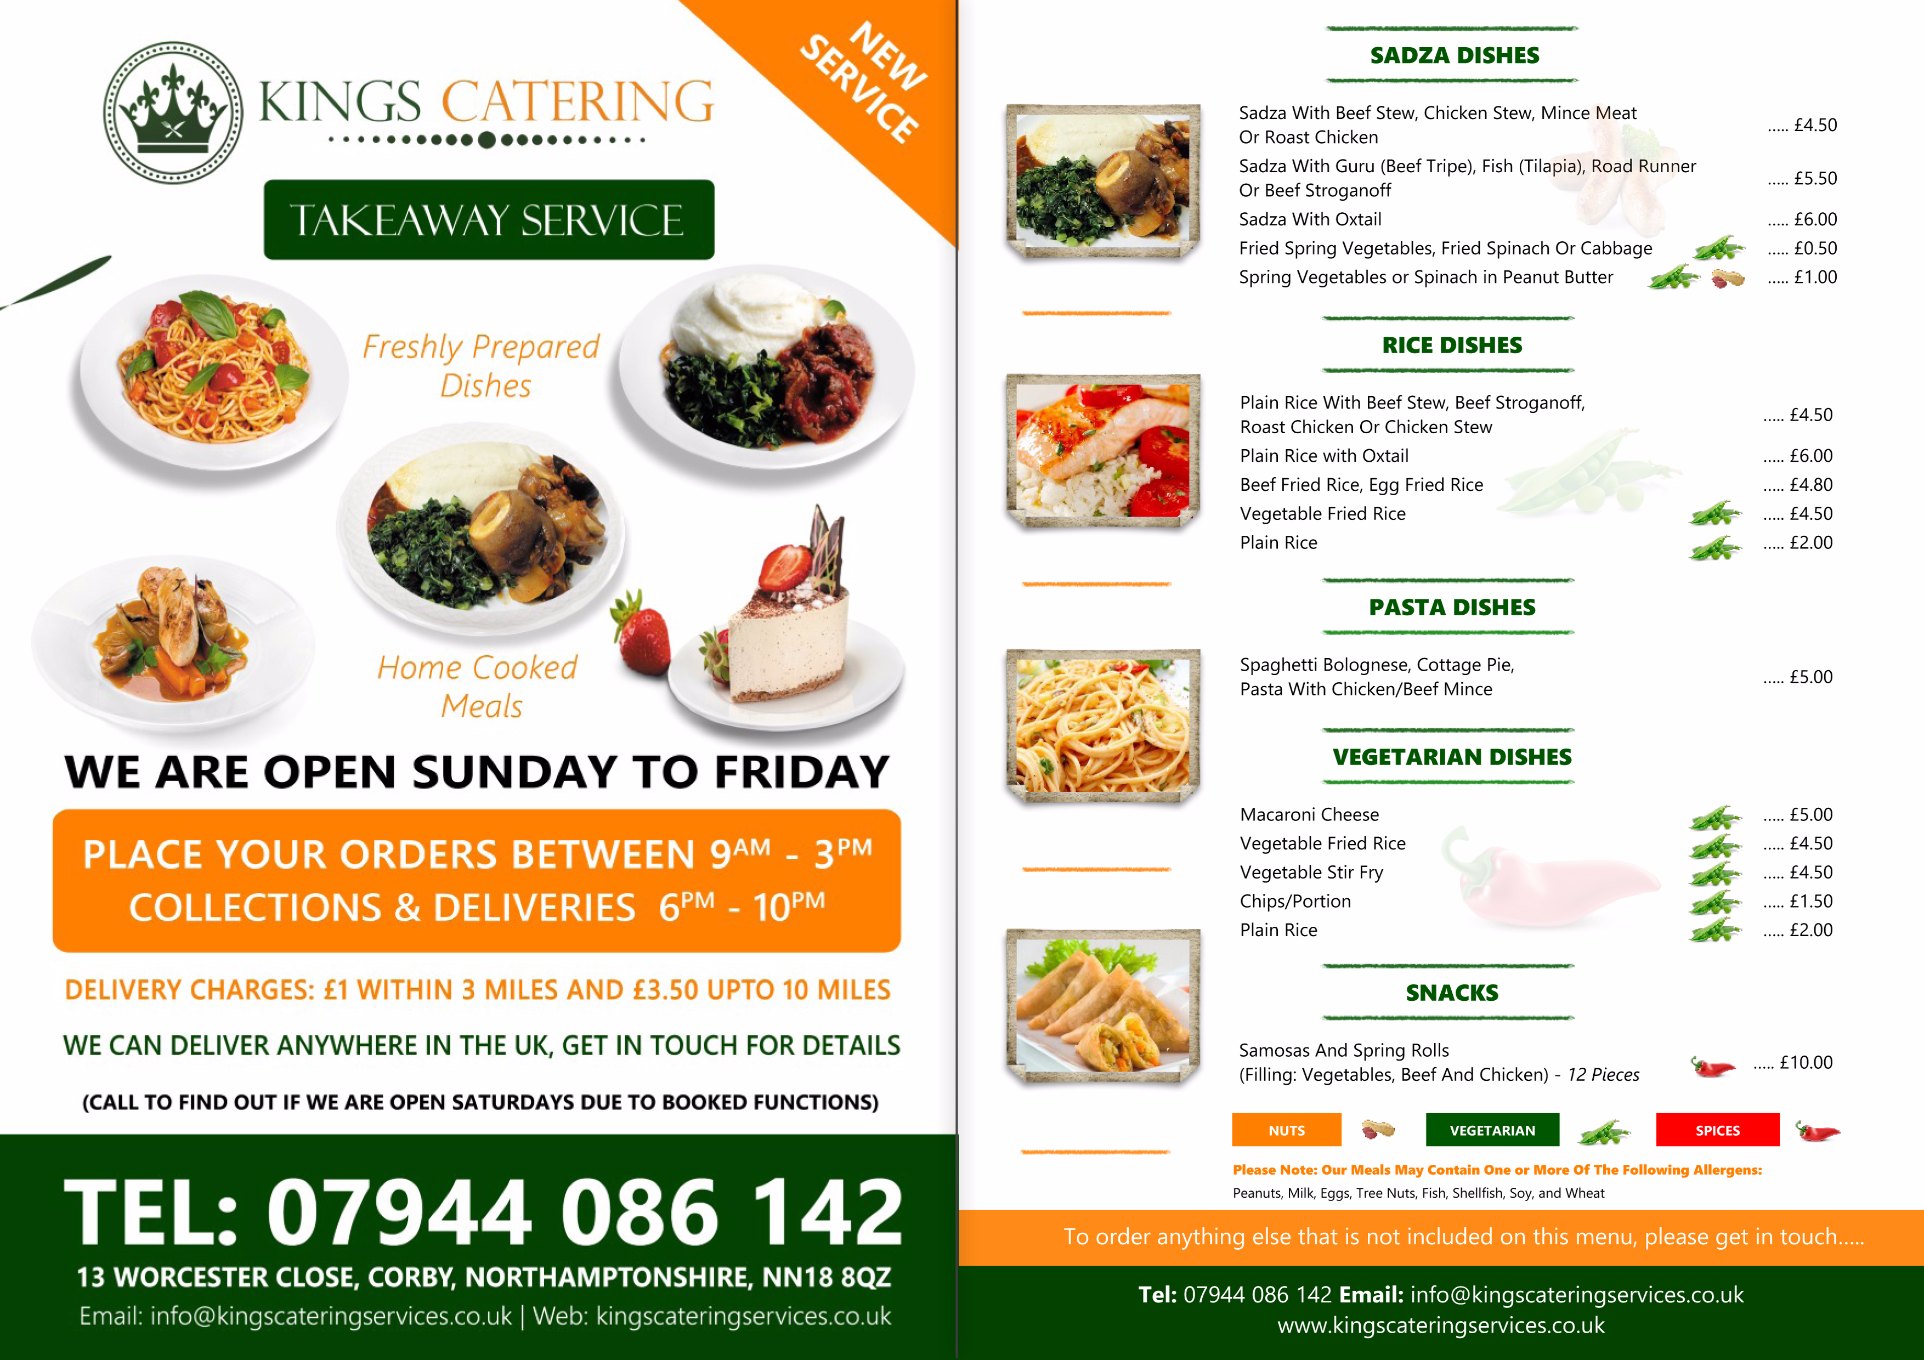 KINGS CATERING
NEW
SERVICE
TAKEAWAY SERVICE
Freshly Prepared
Dishes
Home Cooked
Meals
WE ARE OPEN SUNDAY TO FRIDAY
PLACE YOUR ORDERS BETWEEN 9AM - 3PM
COLLECTIONS & DELIVERIES 6PM - 10PM
DELIVERY CHARGES: £1 WITHIN 3 MILES AND £3.50 UPTO 10 MILES
WE CAN DELIVER ANYWHERE IN THE UK, GET IN TOUCH FOR DETAILS
(CALL TO FIND OUT IF WE ARE OPEN SATURDAYS DUE TO BOOKED FUNCTIONS)
TEL: 07944 086 142
13 WORCESTER CLOSE, CORBY, NORTHAMPTONSHIRE, NN18 8QZ
Email: info@kingscateringservices.co.uk | Web: kingscateringservices.co.uk
SADZA DISHES
Sadza With Beef Stew, Chicken Stew, Mince Meat
Or Roast Chicken ..... £4.50
Sadza With Guru (Beef Tripe), Fish (Tilapia), Road Runner
Or Beef Stroganoff ..... £5.50
Sadza With Oxtail ..... £6.00
Fried Spring Vegetables, Fried Spinach Or Cabbage ..... £0.50
Spring Vegetables or Spinach in Peanut Butter ..... £1.00
RICE DISHES
Plain Rice With Beef Stew, Beef Stroganoff,
Roast Chicken Or Chicken Stew ..... £4.50
Plain Rice with Oxtail ..... £6.00
Beef Fried Rice, Egg Fried Rice ..... £4.80
Vegetable Fried Rice ..... £4.50
Plain Rice ..... £2.00
PASTA DISHES
Spaghetti Bolognese, Cottage Pie,
Pasta With Chicken/Beef Mince ..... £5.00
VEGETARIAN DISHES
Macaroni Cheese ..... £5.00
Vegetable Fried Rice ..... £4.50
Vegetable Stir Fry ..... £4.50
Chips/Portion ..... £1.50
Plain Rice ..... £2.00
SNACKS
Samosas And Spring Rolls
(Filling: Vegetables, Beef And Chicken) - 12 Pieces ..... £10.00
NUTS VEGETARIAN SPICES
Please Note: Our Meals May Contain One or More Of The Following Allergens:
Peanuts, Milk, Eggs, Tree Nuts, Fish, Shellfish, Soy, and Wheat
To order anything else that is not included on this menu, please get in touch.....
Tel: 07944 086 142 Email: info@kingscateringservices.co.uk
www.kingscateringservices.co.uk